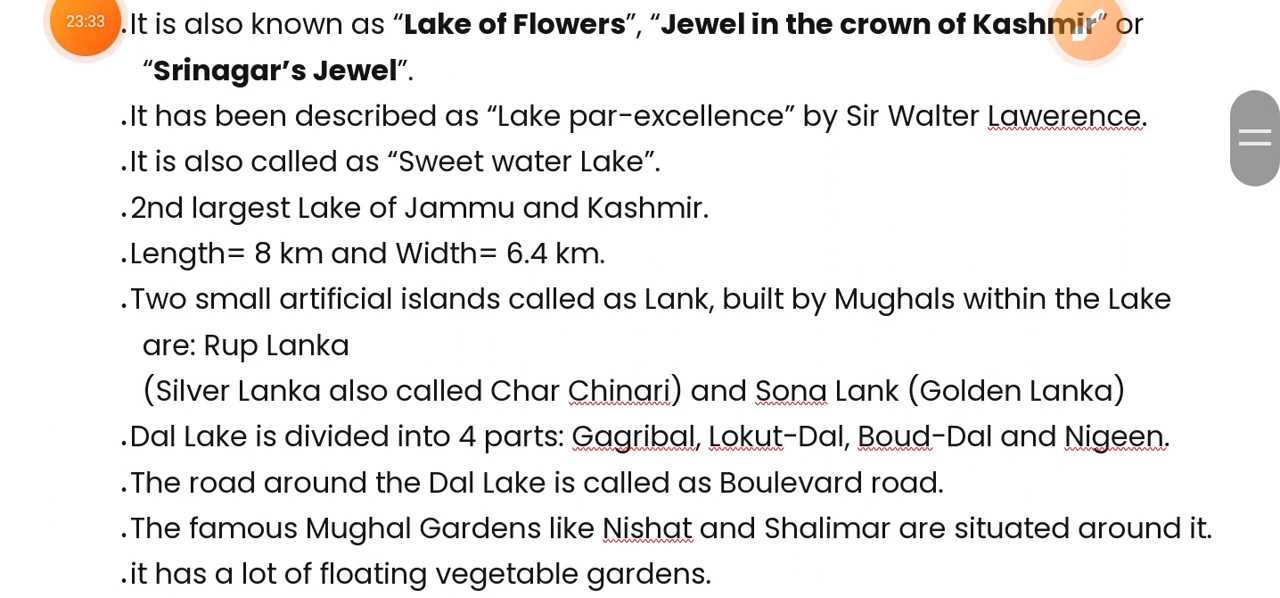 23:33
.It is also known as “Lake of Flowers”, “Jewel in the crown of Kashmir” or
“Srinagar’s Jewel”.
.It has been described as “Lake par-excellence” by Sir Walter Lawerence.
.It is also called as “Sweet water Lake”.
.2nd largest Lake of Jammu and Kashmir.
.Length= 8 km and Width= 6.4 km.
.Two small artificial islands called as Lank, built by Mughals within the Lake
are: Rup Lanka
(Silver Lanka also called Char Chinari) and Sona Lank (Golden Lanka)
.Dal Lake is divided into 4 parts: Gagribal, Lokut-Dal, Boud-Dal and Nigeen.
.The road around the Dal Lake is called as Boulevard road.
.The famous Mughal Gardens like Nishat and Shalimar are situated around it.
.it has a lot of floating vegetable gardens.